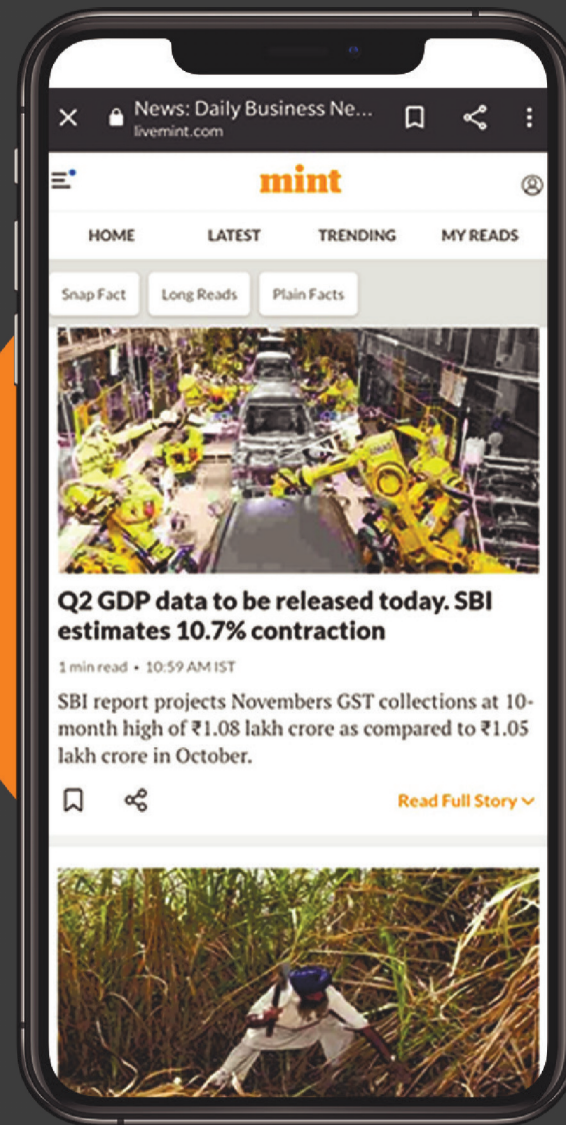 News: Daily Business Ne...
livemint.com
mint
HOME LATEST TRENDING MY READS
Snap Fact Long Reads Plain Facts
Q2 GDP data to be released today. SBI
estimates 10.7% contraction
1 min read • 10:59 AM IST
SBI report projects Novembers GST collections at 10-
month high of ₹1.08 lakh crore as compared to ₹1.05
lakh crore in October.
Read Full Story